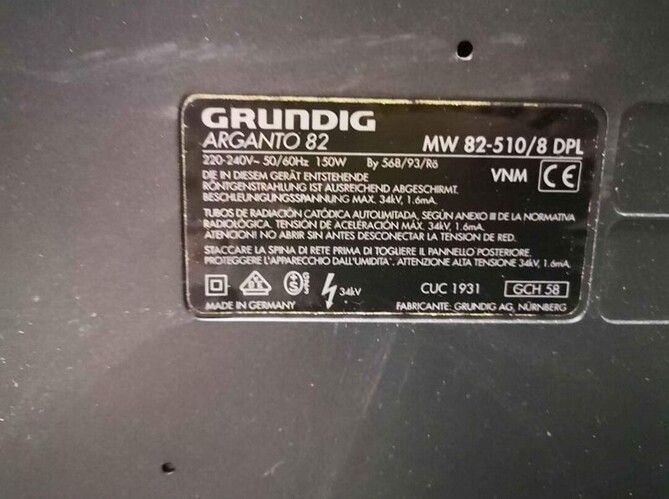 GRUNDIG
ARGANTO 82 MW 82-510/8 DPL
220-240V~ 50/60Hz 150W By 568/93/Rö
VNM CE
DIE IN DIESEM GERÄT ENTSTEHENDE
RÖNTGENSTRAHLUNG IST AUSREICHEND ABGESCHIRMT.
BESCHLEUNIGUNGSSPANNUNG MAX. 34kV, 1.6mA.
TUBOS DE RADIACIÓN CATÓDICA AUTOLIMITADA, SEGÚN ANEXO III DE LA NORMATIVA
RADIOLÓGICA. TENSIÓN DE ACELERACIÓN MÁX. 34kV, 1.6mA.
ATENCIÓN! NO ABRIR SIN ANTES DESCONECTAR LA TENSIÓN DE RED.
STACCARE LA SPINA DI RETE PRIMA DI TOGLIERE IL PANNELLO POSTERIORE.
PROTEGGERE L'APPARECCHIO DALL'UMIDITA'. ATTENZIONE ALTA TENSIONE 34kV, 1.6mA.
34kV CUC 1931 GCH 58
MADE IN GERMANY FABRICANTE: GRUNDIG AG, NÜRNBERG